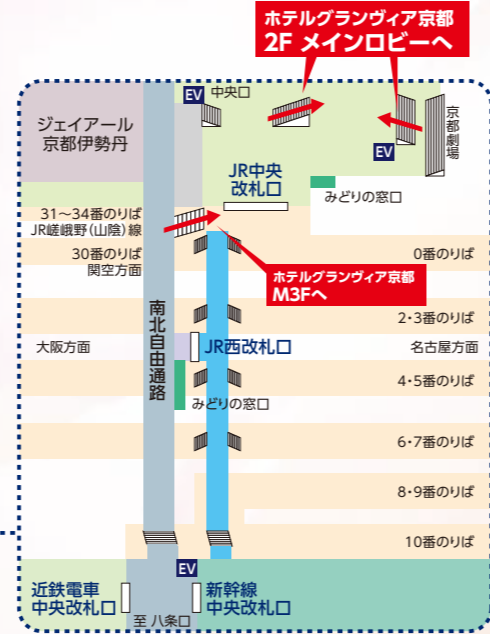 ホテルグランヴィア京都
2F メインロビーへ
EV
中央口
ジェイアール
京都伊勢丹
EV
京都劇場
JR中央
改札口
みどりの窓口
31〜34番のりば
JR嵯峨野(山陰)線
30番のりば
関空方面
0番のりば
ホテルグランヴィア京都
M3Fへ
南北自由通路
2・3番のりば
大阪方面
JR西改札口
名古屋方面
4・5番のりば
みどりの窓口
6・7番のりば
8・9番のりば
10番のりば
EV
近鉄電車
中央改札口
新幹線
中央改札口
至 八条口